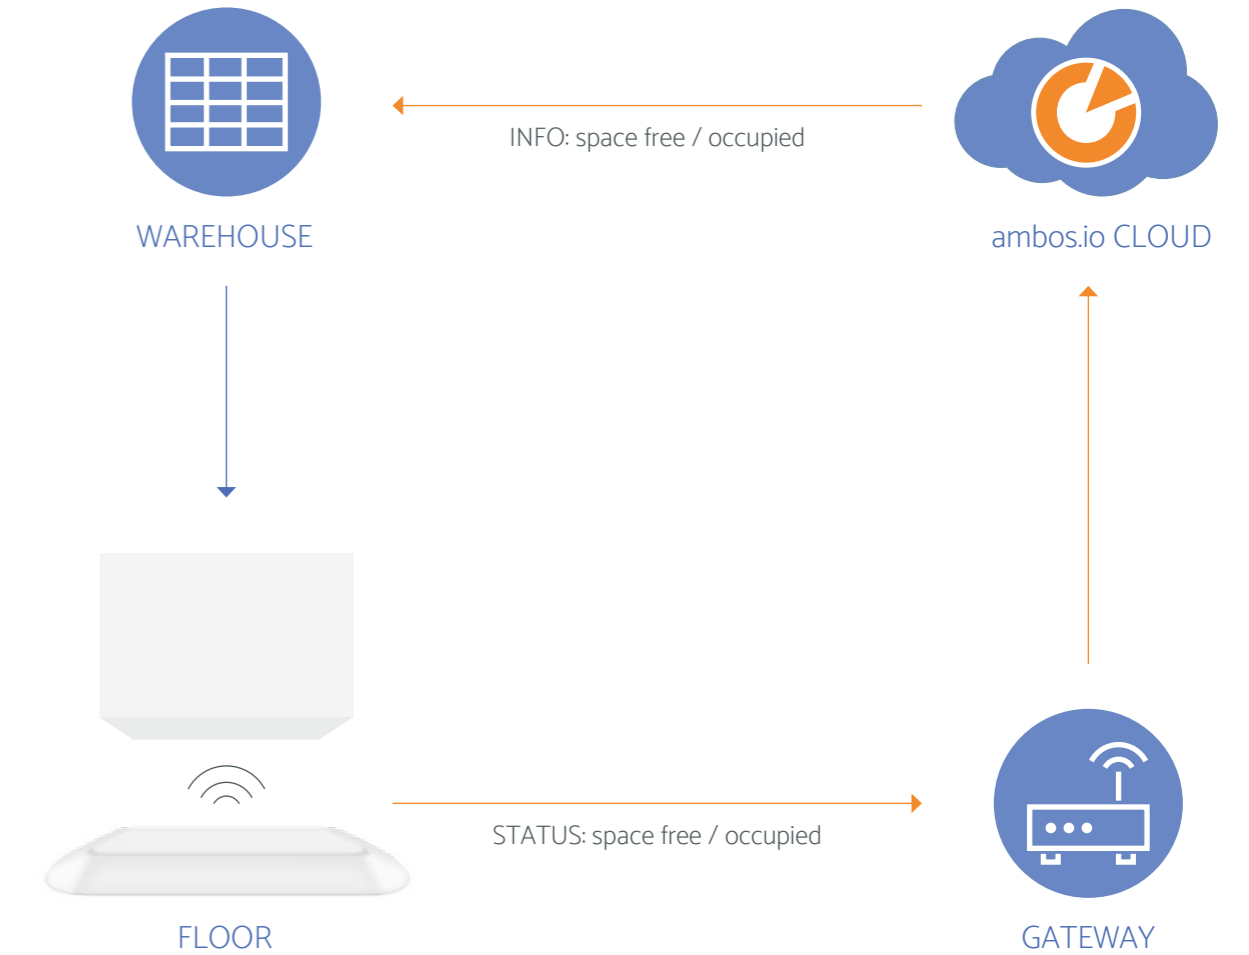 INFO: space free / occupied
WAREHOUSE
ambos.io CLOUD
STATUS: space free / occupied
FLOOR
GATEWAY